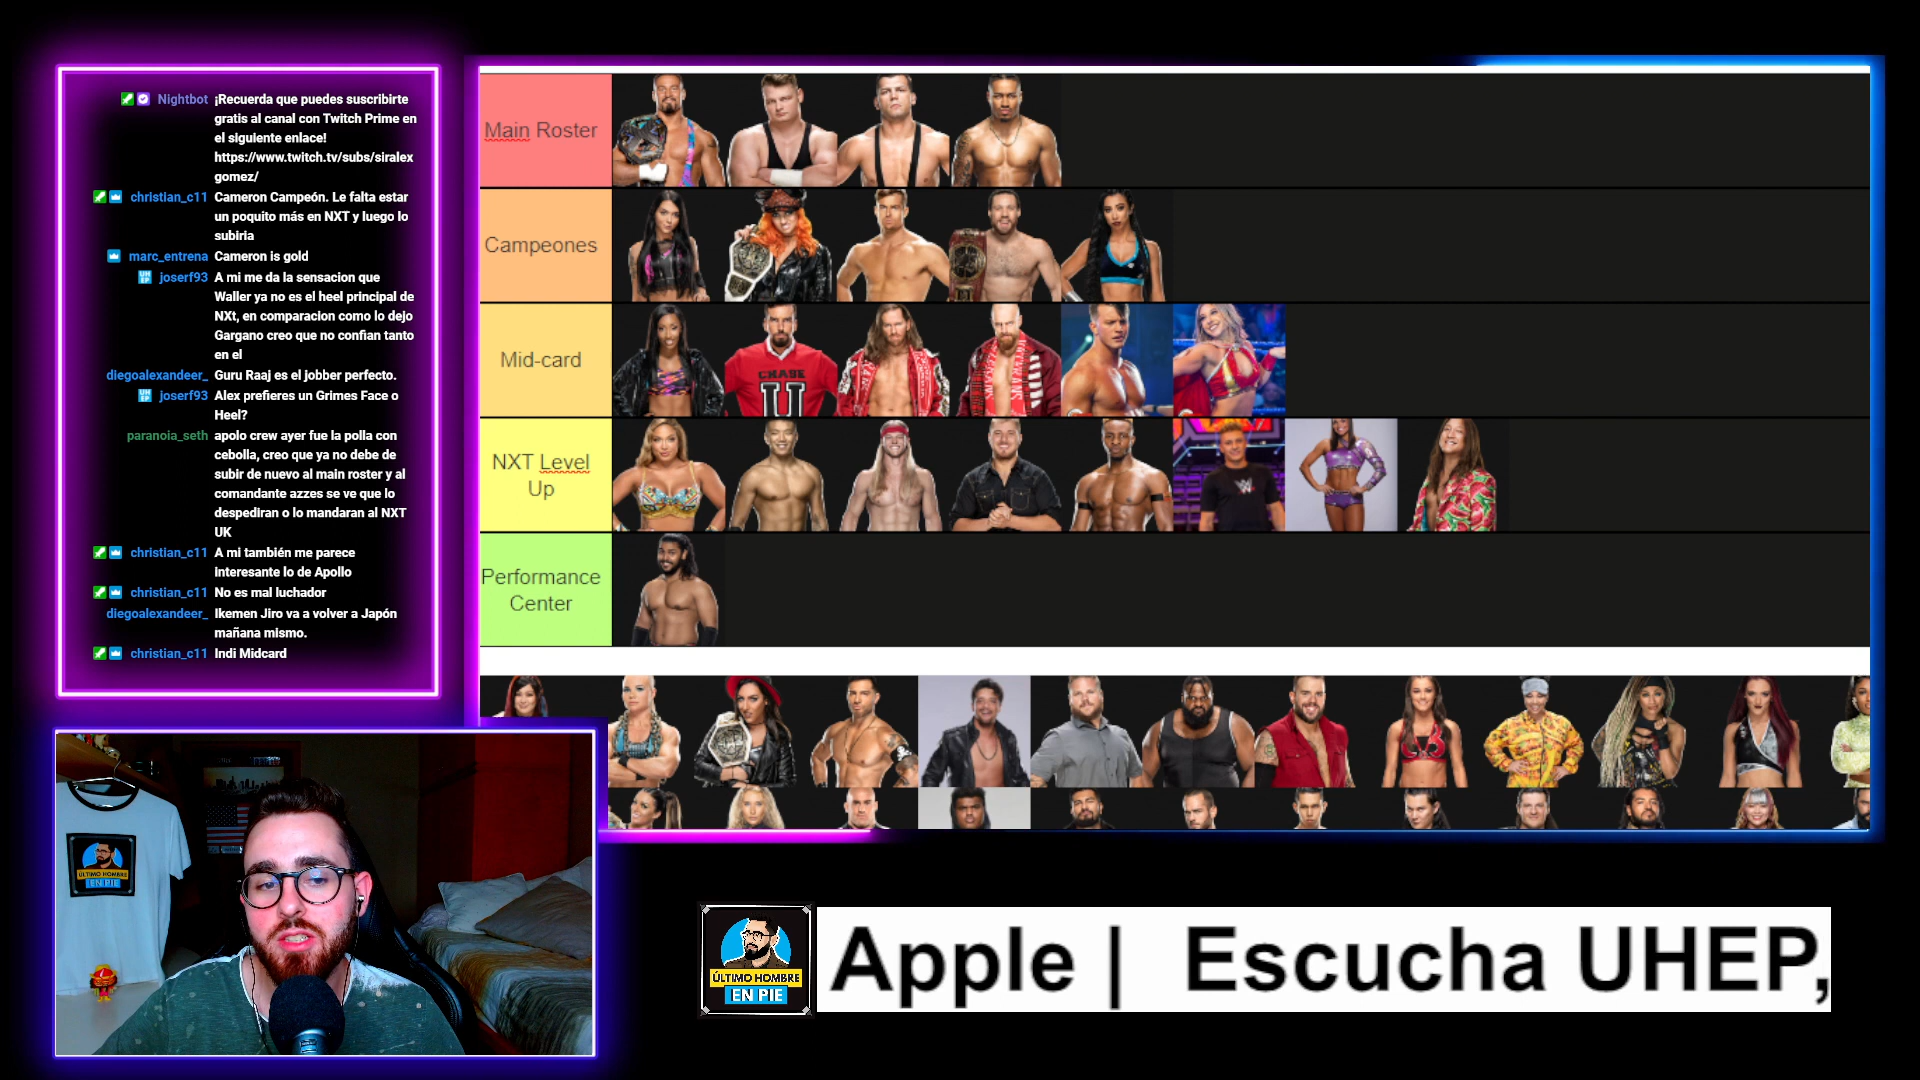 Nightbot ¡Recuerda que puedes suscribirte
gratis al canal con Twitch Prime en
el siguiente enlace!
https://www.twitch.tv/subs/siralex
gomez/
christian_c11 Cameron Campeón. Le falta estar
un poquito más en NXT y luego lo
subiria
marc_entrena Cameron is gold
joserf93 A mi me da la sensacion que
Waller ya no es el heel principal de
NXt, en comparacion como lo dejo
Gargano creo que no confian tanto
en el
diegoalexandeer_ Guru Raaj es el jobber perfecto.
joserf93 Alex prefieres un Grimes Face o
Heel?
paranoia_seth apolo crew ayer fue la polla con
cebolla, creo que ya no debe de
subir de nuevo al main roster y al
comandante azzes se ve que lo
despediran o lo mandaran al NXT
UK
christian_c11 A mi también me parece
interesante lo de Apollo
christian_c11 No es mal luchador
diegoalexandeer_ Ikemen Jiro va a volver a Japón
mañana mismo.
christian_c11 Indi Midcard
Main Roster
Campeones
Mid-card
CHASE
U
NXT Level
Up
W
Performance
Center
ÚLTIMO HOMBRE
EN PIE
ÚLTIMO HOMBRE
EN PIE
Apple | Escucha UHEP,